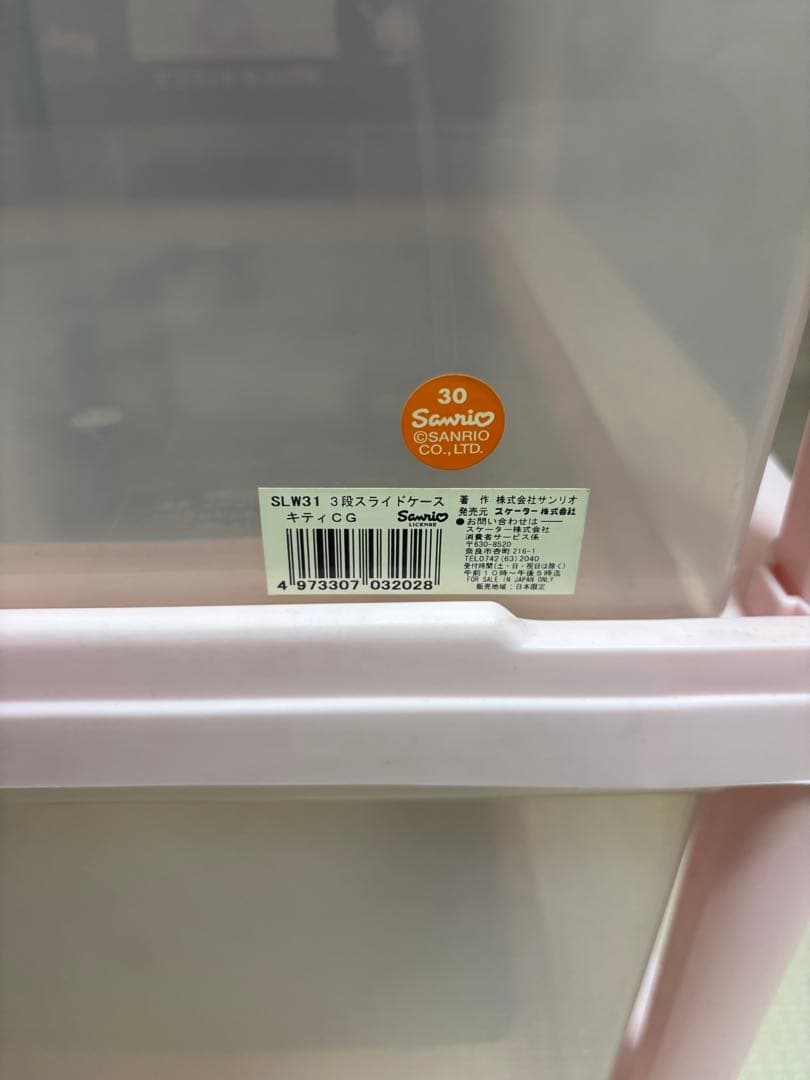 30
Sanrio
©SANRIO
CO.,LTD.
SLW31 3段スライドケース
キティCG
Sanrio
LICENSE
4 973307 032028
著 作 株式会社サンリオ
発売元 スケーター株式会社
●お問い合わせは
スケーター株式会社
消費者サービス係
〒630-8520
奈良市杏町216-1
TEL0742(63)2040
受付時間(土・日・祝日は除く)
午前10時〜午後5時迄
FOR SALE IN JAPAN ONLY
販売地域:日本限定